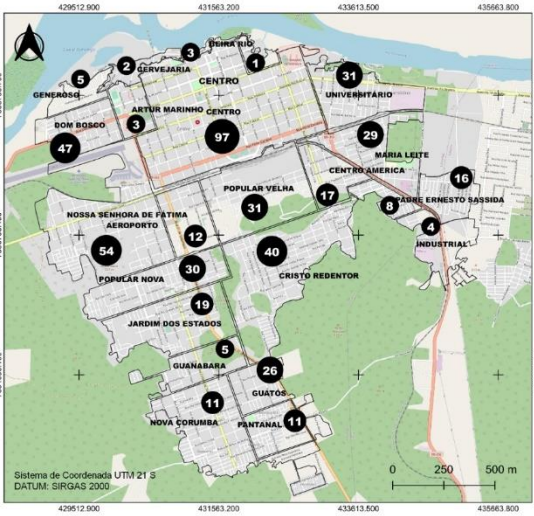 429512.900 431563.200 433613.500 435663.800
BEIRA RIO
3
2
CERVEJARIA
1
5
CENTRO
31
GENEROSO
UNIVERSITÁRIO
ARTUR MARINHO
CENTRO
DOM BOSCO
3
97
29
47
MARIA LEITE
CENTRO AMERICA
16
POPULAR VELHA
17
PADRE ERNESTO SASSIDA
8
NOSSA SENHORA DE FÁTIMA
31
AEROPORTO
4
12
INDUSTRIAL
54
40
30
CRISTO REDENTOR
POPULAR NOVA
19
JARDIM DOS ESTADOS
5
GUANABARA
26
GUATÓS
11
NOVA CORUMBA
11
PANTANAL
Sistema de Coordenada UTM 21 S
DATUM: SIRGAS 2000
0 250 500 m
429512.900 431563.200 433613.500 435663.800